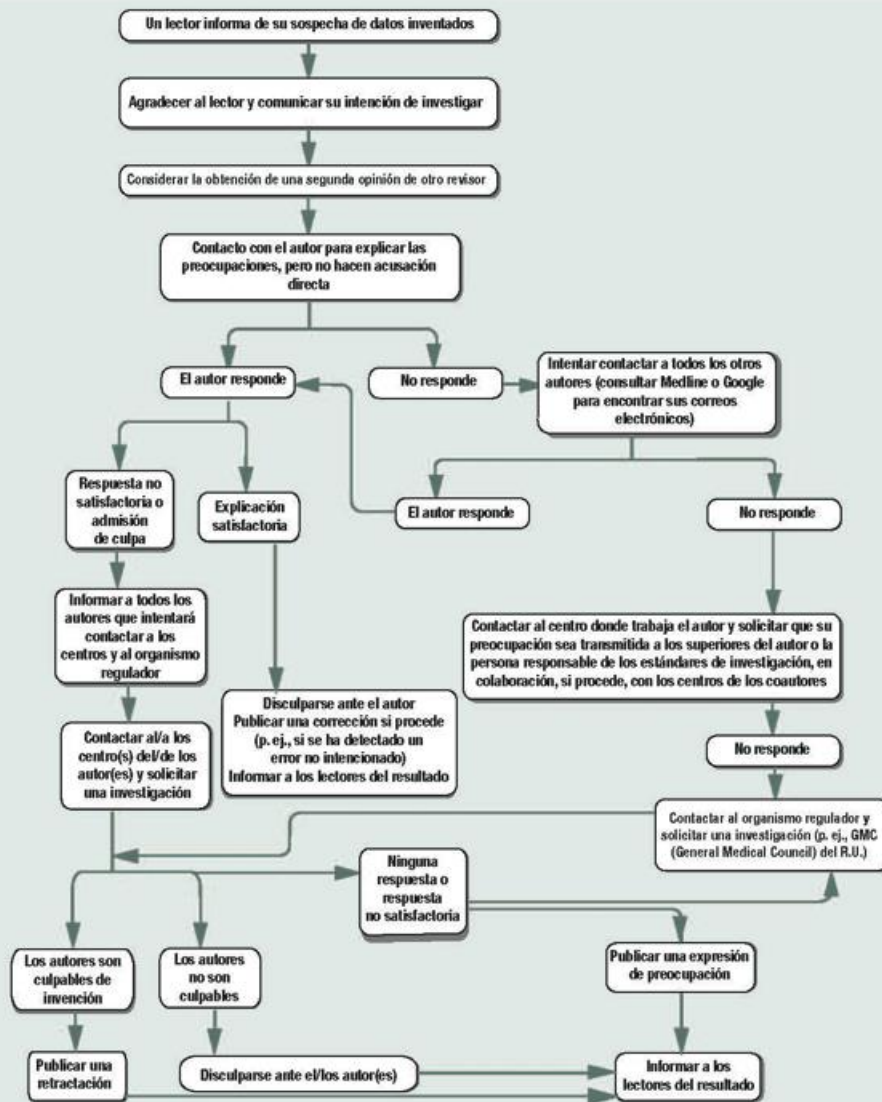 Un lector informa de su sospecha de datos inventados
Agradecer al lector y comunicar su intención de investigar
Considerar la obtención de una segunda opinión de otro revisor
Contacto con el autor para explicar las
preocupaciones, pero no hacen acusación
directa
El autor responde
No responde
Intentar contactar a todos los otros
autores (consultar Medline o Google
para encontrar sus correos
electrónicos)
Respuesta no
satisfactoria o
admisión
de culpa
Explicación
satisfactoria
El autor responde
No responde
Informar a todos los
autores que intentará
contactar a los
centros y al organismo
regulador
Contactar al centro donde trabaja el autor y solicitar que su
preocupación sea transmitida a los superiores del autor o la
persona responsable de los estándares de investigación, en
colaboración, si procede, con los centros de los coautores
Disculparse ante el autor
Publicar una corrección si procede
(p. ej., si se ha detectado un
error no intencionado)
Informar a los lectores del resultado
Contactar al/a los
centro(s) del/de los
autor(es) y solicitar
una investigación
No responde
Contactar al organismo regulador y
solicitar una investigación (p. ej., GMC
(General Medical Council) del R.U.)
Ninguna
respuesta o
respuesta
no satisfactoria
Los autores son
culpables de
invención
Los autores
no son
culpables
Publicar una expresión
de preocupación
Publicar una
retractación
Disculparse ante el/los autor(es)
Informar a los
lectores del resultado